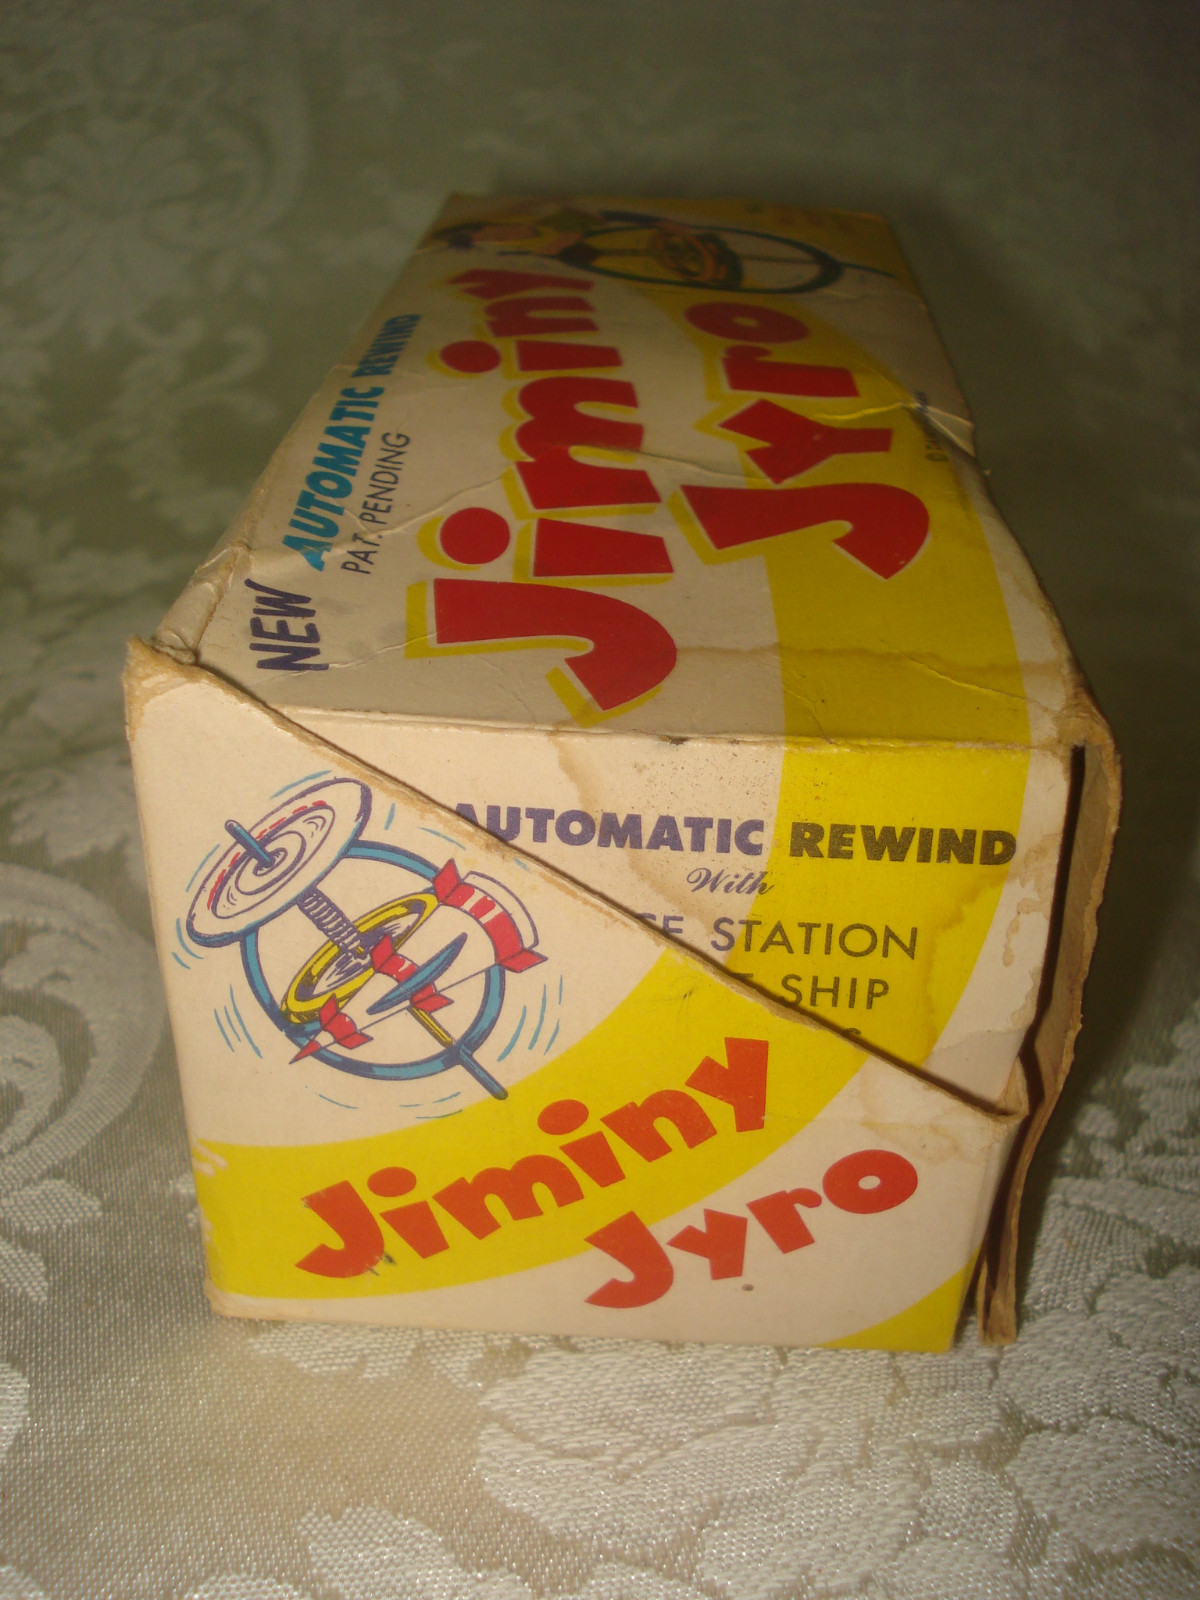 NEW AUTOMATIC REWIND
PAT. PENDING
Jiminy
Jyro
AUTOMATIC REWIND
With
STATION
SHIP
Jiminy
Jyro